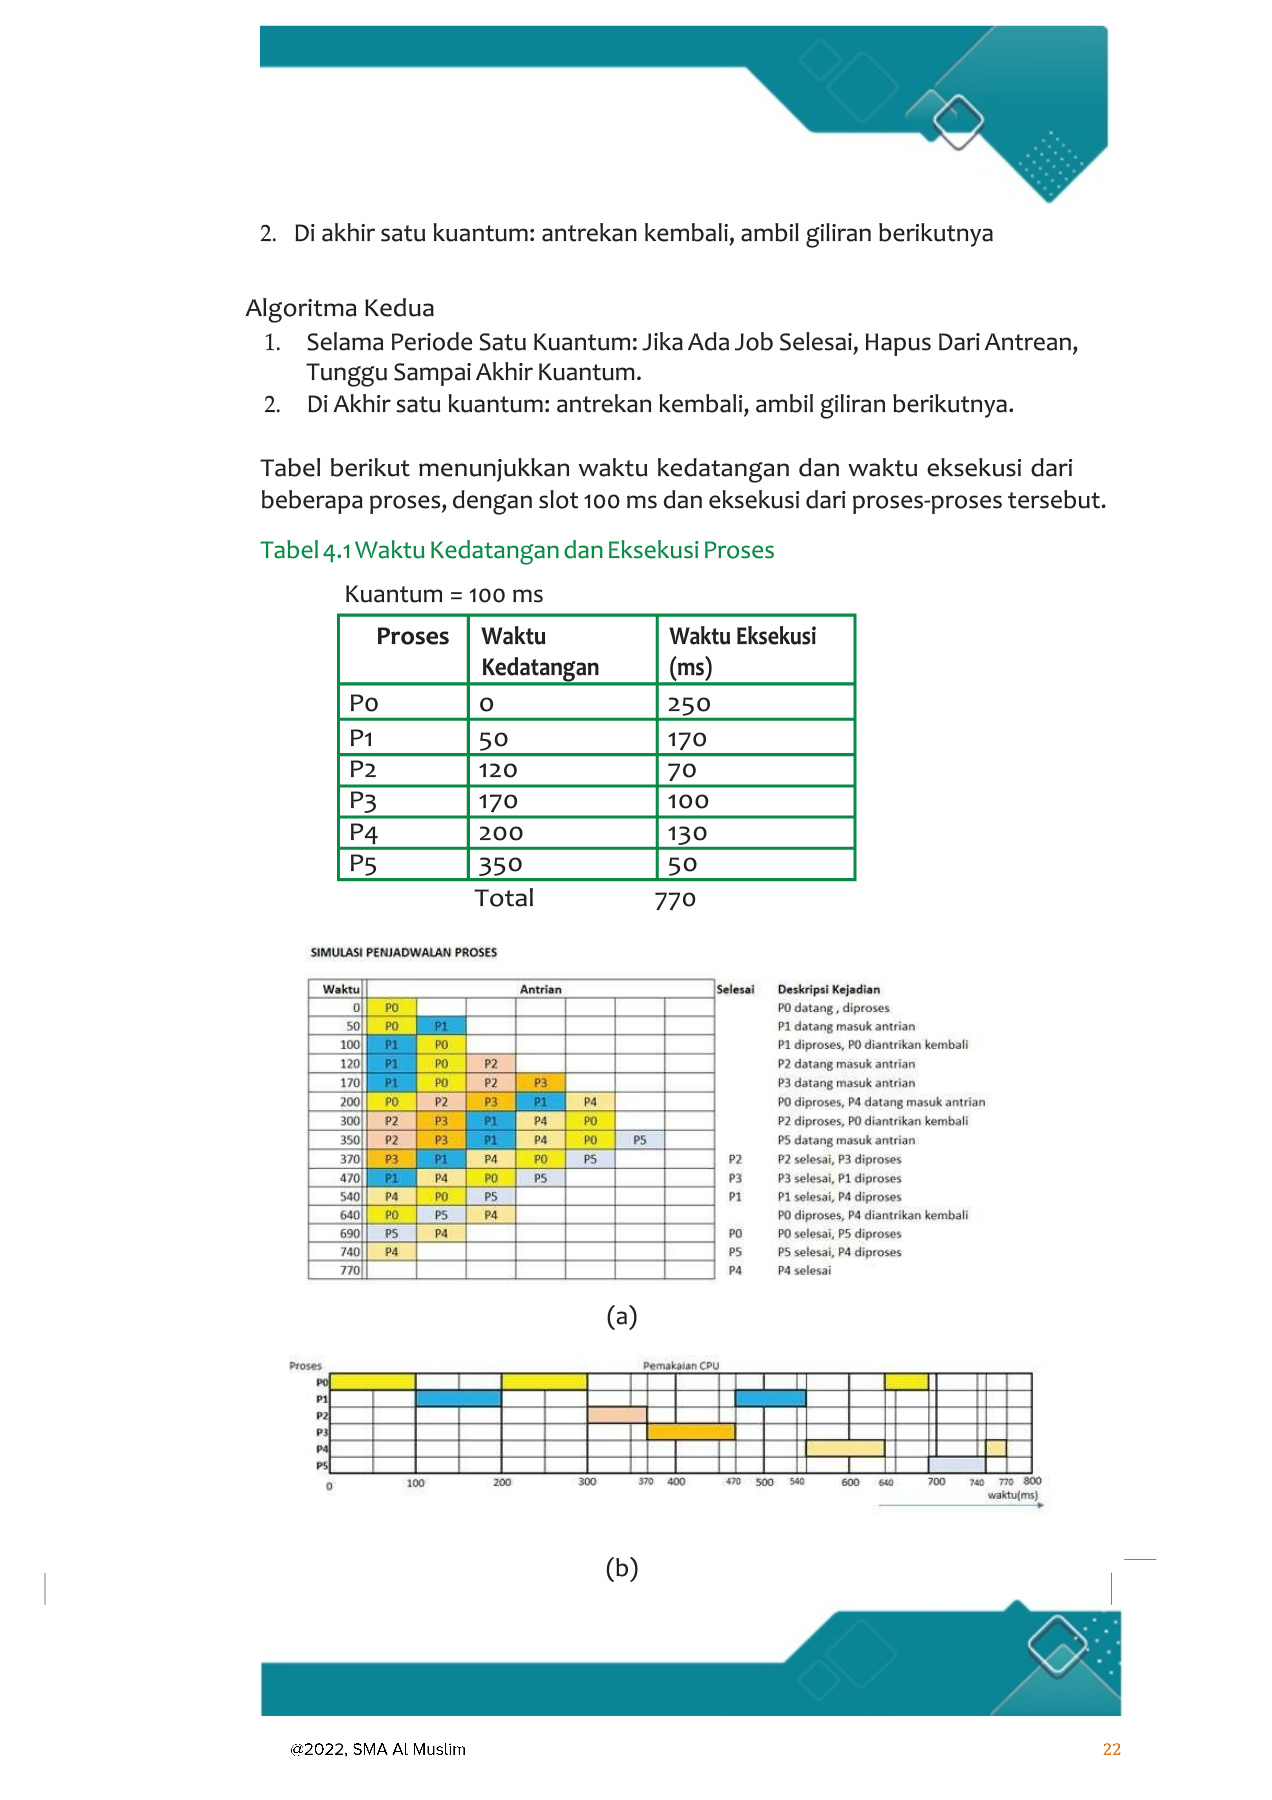 2. Di akhir satu kuantum: antrekan kembali, ambil giliran berikutnya
Algoritma Kedua
1. Selama Periode Satu Kuantum: Jika Ada Job Selesai, Hapus Dari Antrean,
Tunggu Sampai Akhir Kuantum.
2. Di Akhir satu kuantum: antrekan kembali, ambil giliran berikutnya.
Tabel berikut menunjukkan waktu kedatangan dan waktu eksekusi dari
beberapa proses, dengan slot 100 ms dan eksekusi dari proses-proses tersebut.
Tabel 4.1 Waktu Kedatangan dan Eksekusi Proses
Kuantum = 100 ms
Proses Waktu Waktu Eksekusi
Kedatangan (ms)
P0 0 250
P1 50 170
P2 120 70
P3 170 100
P4 200 130
P5 350 50
Total 770
SIMULASI PENJADWALAN PROSES
Waktu Antrian Selesai Deskripsi Kejadian
0 P0 P0 datang , diproses
50 P0 P1 P1 datang masuk antrian
100 P1 P0 P1 diproses, P0 diantrikan kembali
120 P1 P0 P2 P2 datang masuk antrian
170 P1 P0 P2 P3 P3 datang masuk antrian
200 P0 P2 P3 P1 P4 P0 diproses, P4 datang masuk antrian
300 P2 P3 P1 P4 P0 P2 diproses, P0 diantrikan kembali
350 P2 P3 P1 P4 P0 P5 P5 datang masuk antrian
370 P3 P1 P4 P0 P5 P2 P2 selesai, P3 diproses
470 P1 P4 P0 P5 P3 P3 selesai, P1 diproses
540 P4 P0 P5 P1 P1 selesai, P4 diproses
640 P0 P5 P4 P0 diproses, P4 diantrikan kembali
690 P5 P4 P0 P0 selesai, P5 diproses
740 P4 P5 P5 selesai, P4 diproses
770 P4 P4 selesai
(a)
Proses Pemakaian CPU
P0
P1
P2
P3
P4
P5
0 100 200 300 370 400 470 500 540 600 640 700 740 770 800
waktu(ms)
(b)
@2022, SMA Al Muslim 22